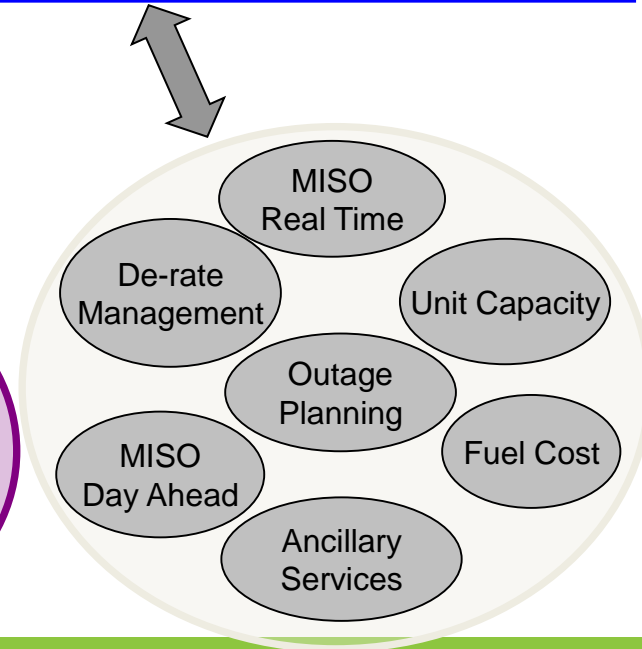 MISO
Real Time
De-rate
Management
Unit Capacity
Outage
Planning
MISO
Day Ahead
Fuel Cost
Ancillary
Services